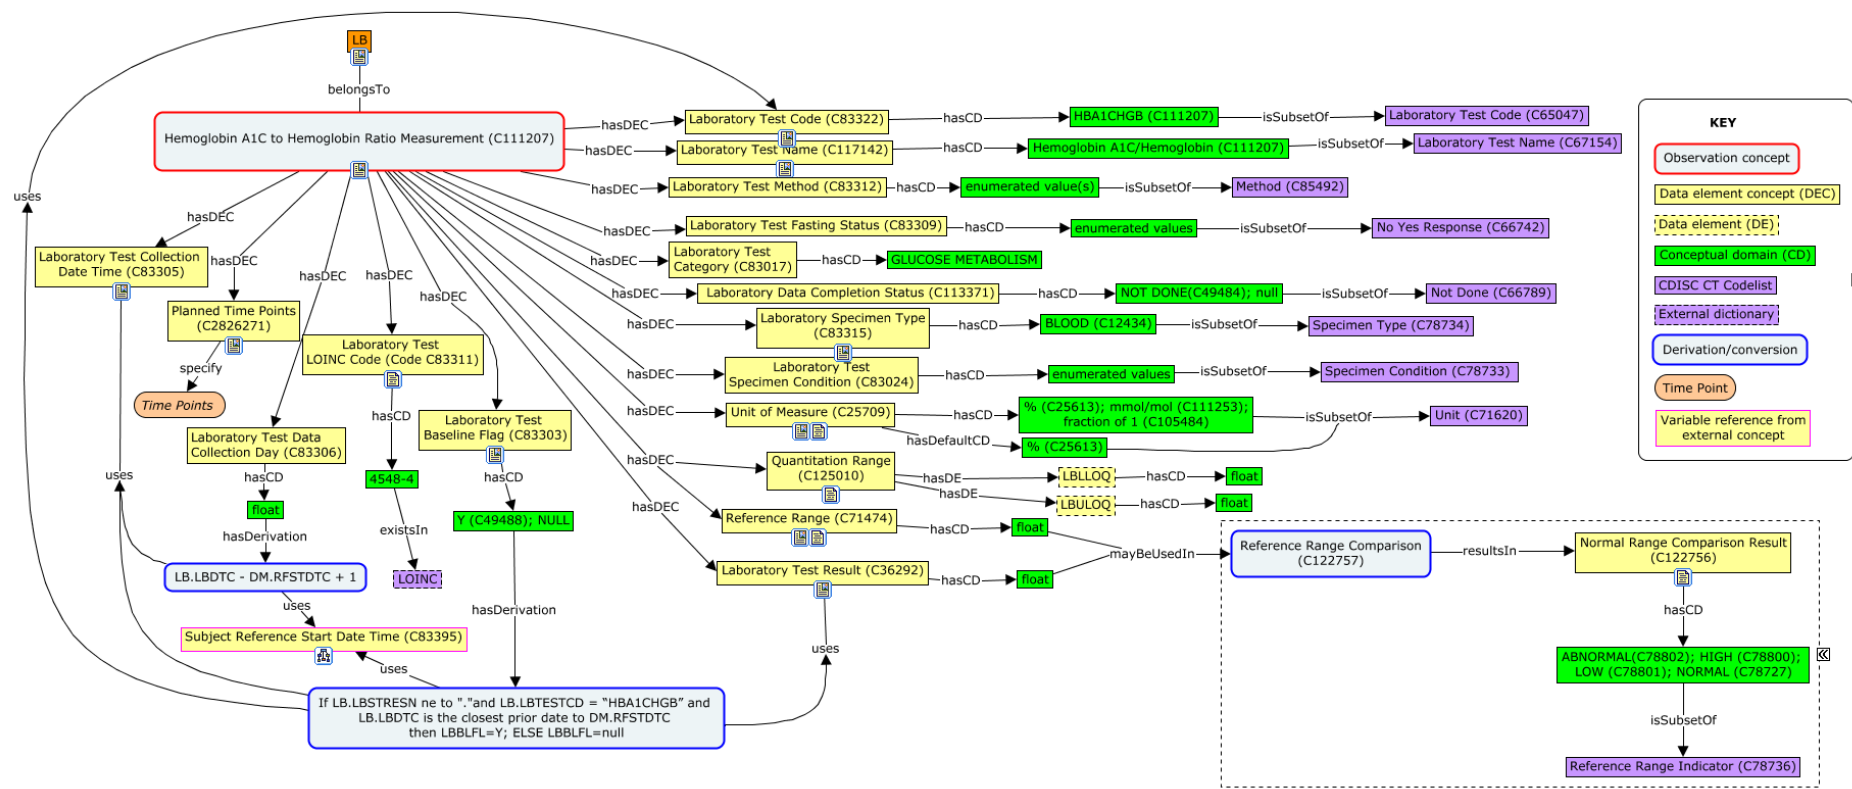 LB
belongsTo
Hemoglobin A1C to Hemoglobin Ratio Measurement (C111207)
uses
hasDEC
Laboratory Test Code (C83322)
hasCD
HBA1CHGB (C111207)
isSubsetOf
Laboratory Test Code (C65047)
hasDEC
Laboratory Test Name (C117142)
hasCD
Hemoglobin A1C/Hemoglobin (C111207)
isSubsetOf
Laboratory Test Name (C67154)
hasDEC
Laboratory Test Method (C83312)
hasCD
enumerated value(s)
isSubsetOf
Method (C85492)
hasDEC
Laboratory Test Fasting Status (C83309)
hasCD
enumerated values
isSubsetOf
No Yes Response (C66742)
hasDEC
Laboratory Test
Category (C83017)
hasCD
GLUCOSE METABOLISM
hasDEC
Laboratory Data Completion Status (C113371)
hasCD
NOT DONE(C49484); null
isSubsetOf
Not Done (C66789)
hasDEC
Laboratory Specimen Type
(C83315)
hasCD
BLOOD (C12434)
isSubsetOf
Specimen Type (C78734)
hasDEC
Laboratory Test
Specimen Condition (C83024)
hasCD
enumerated values
isSubsetOf
Specimen Condition (C78733)
hasDEC
Unit of Measure (C25709)
hasCD
% (C25613); mmol/mol (C111253);
fraction of 1 (C105484)
isSubsetOf
Unit (C71620)
hasDefaultCD
% (C25613)
hasDEC
Quantitation Range
(C125010)
hasDE
LBLLOQ
hasCD
float
hasDE
LBULOQ
hasCD
float
hasDEC
Reference Range (C71474)
hasCD
float
Laboratory Test Result (C36292)
hasCD
float
mayBeUsedIn
Reference Range Comparison
(C122757)
resultsIn
Normal Range Comparison Result
(C122756)
hasCD
ABNORMAL(C78802); HIGH (C78800);
LOW (C78801); NORMAL (C78727)
isSubsetOf
Reference Range Indicator (C78736)
hasDEC
Laboratory Test Collection
Date Time (C83305)
uses
hasDEC
Planned Time Points
(C2826271)
specify
Time Points
hasDEC
Laboratory Test Data
Collection Day (C83306)
hasCD
float
hasDerivation
LB.LBDTC - DM.RFSTDTC + 1
uses
Subject Reference Start Date Time (C83395)
hasDEC
Laboratory Test
LOINC Code (Code C83311)
hasCD
4548-4
existsIn
LOINC
hasDEC
Laboratory Test
Baseline Flag (C83303)
hasCD
Y (C49488); NULL
hasDerivation
uses
If LB.LBSTRESN ne to "."and LB.LBTESTCD = “HBA1CHGB” and
LB.LBDTC is the closest prior date to DM.RFSTDTC
then LBBLFL=Y; ELSE LBBLFL=null
uses
KEY
Observation concept
Data element concept (DEC)
Data element (DE)
Conceptual domain (CD)
CDISC CT Codelist
External dictionary
Derivation/conversion
Time Point
Variable reference from
external concept